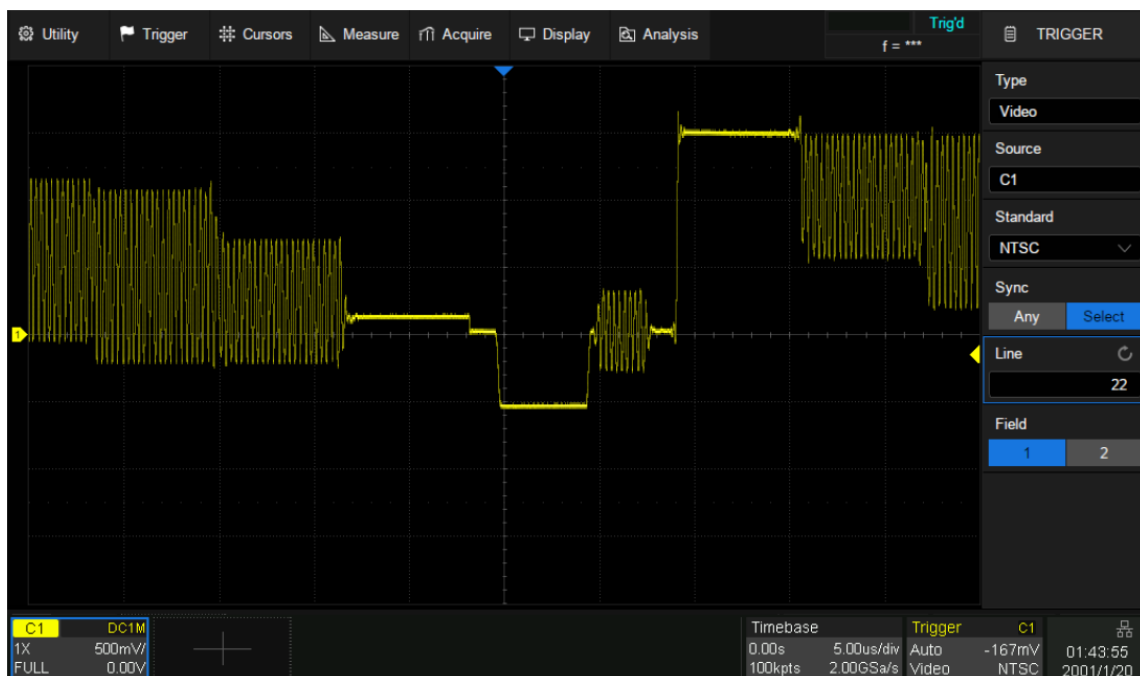 Utility Trigger Cursors Measure Acquire Display Analysis
Trig'd
f = ***
TRIGGER
Type
Video
Source
C1
Standard
NTSC
Sync
Any Select
Line
22
Field
1 2
1
C1 DC1M
1X 500mV/
FULL 0.00V
Timebase
0.00s 5.00us/div
100kpts 2.00GSa/s
Trigger C1
Auto -167mV
Video NTSC
01:43:55
2001/1/20